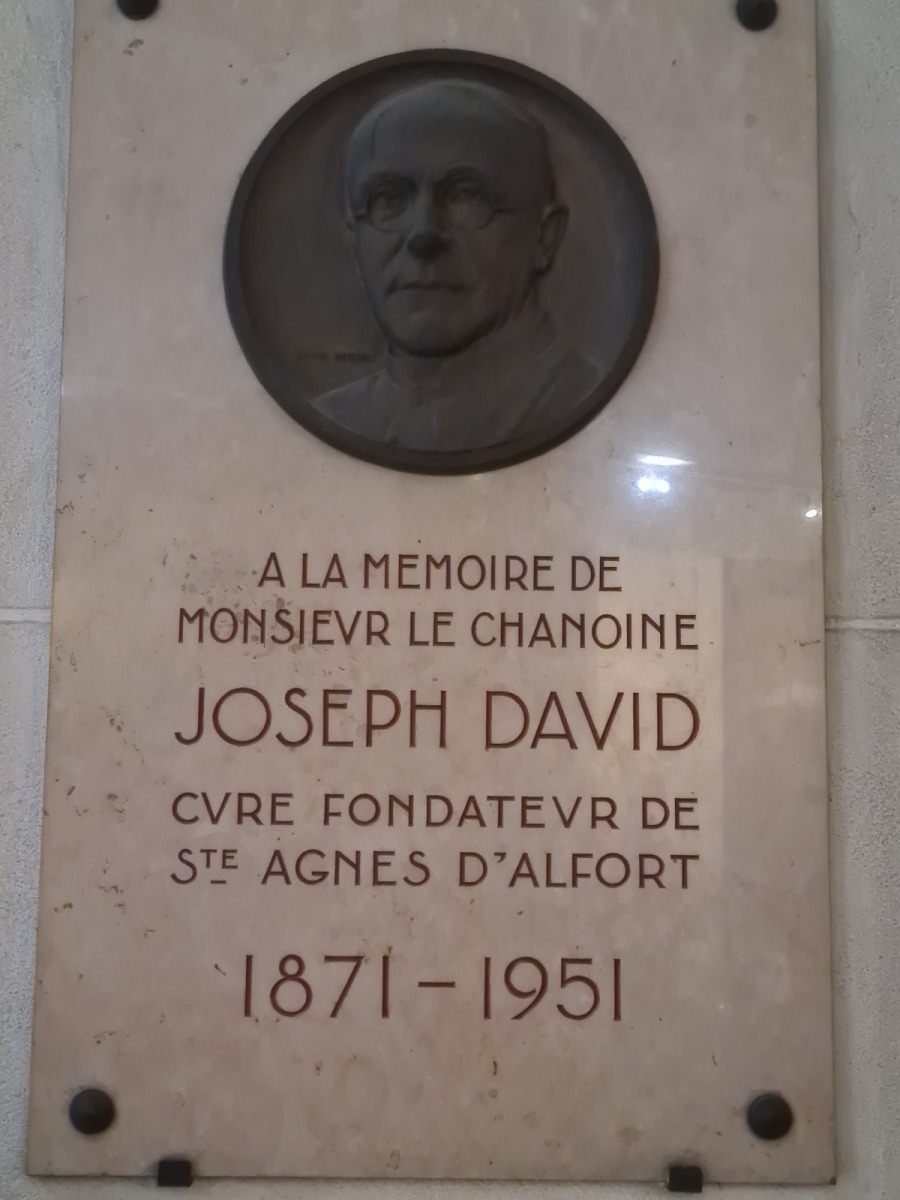 A LA MEMOIRE DE
MONSIEVR LE CHANOINE
JOSEPH DAVID
CVRE FONDATEVR DE
STE AGNES D'ALFORT
1871 - 1951